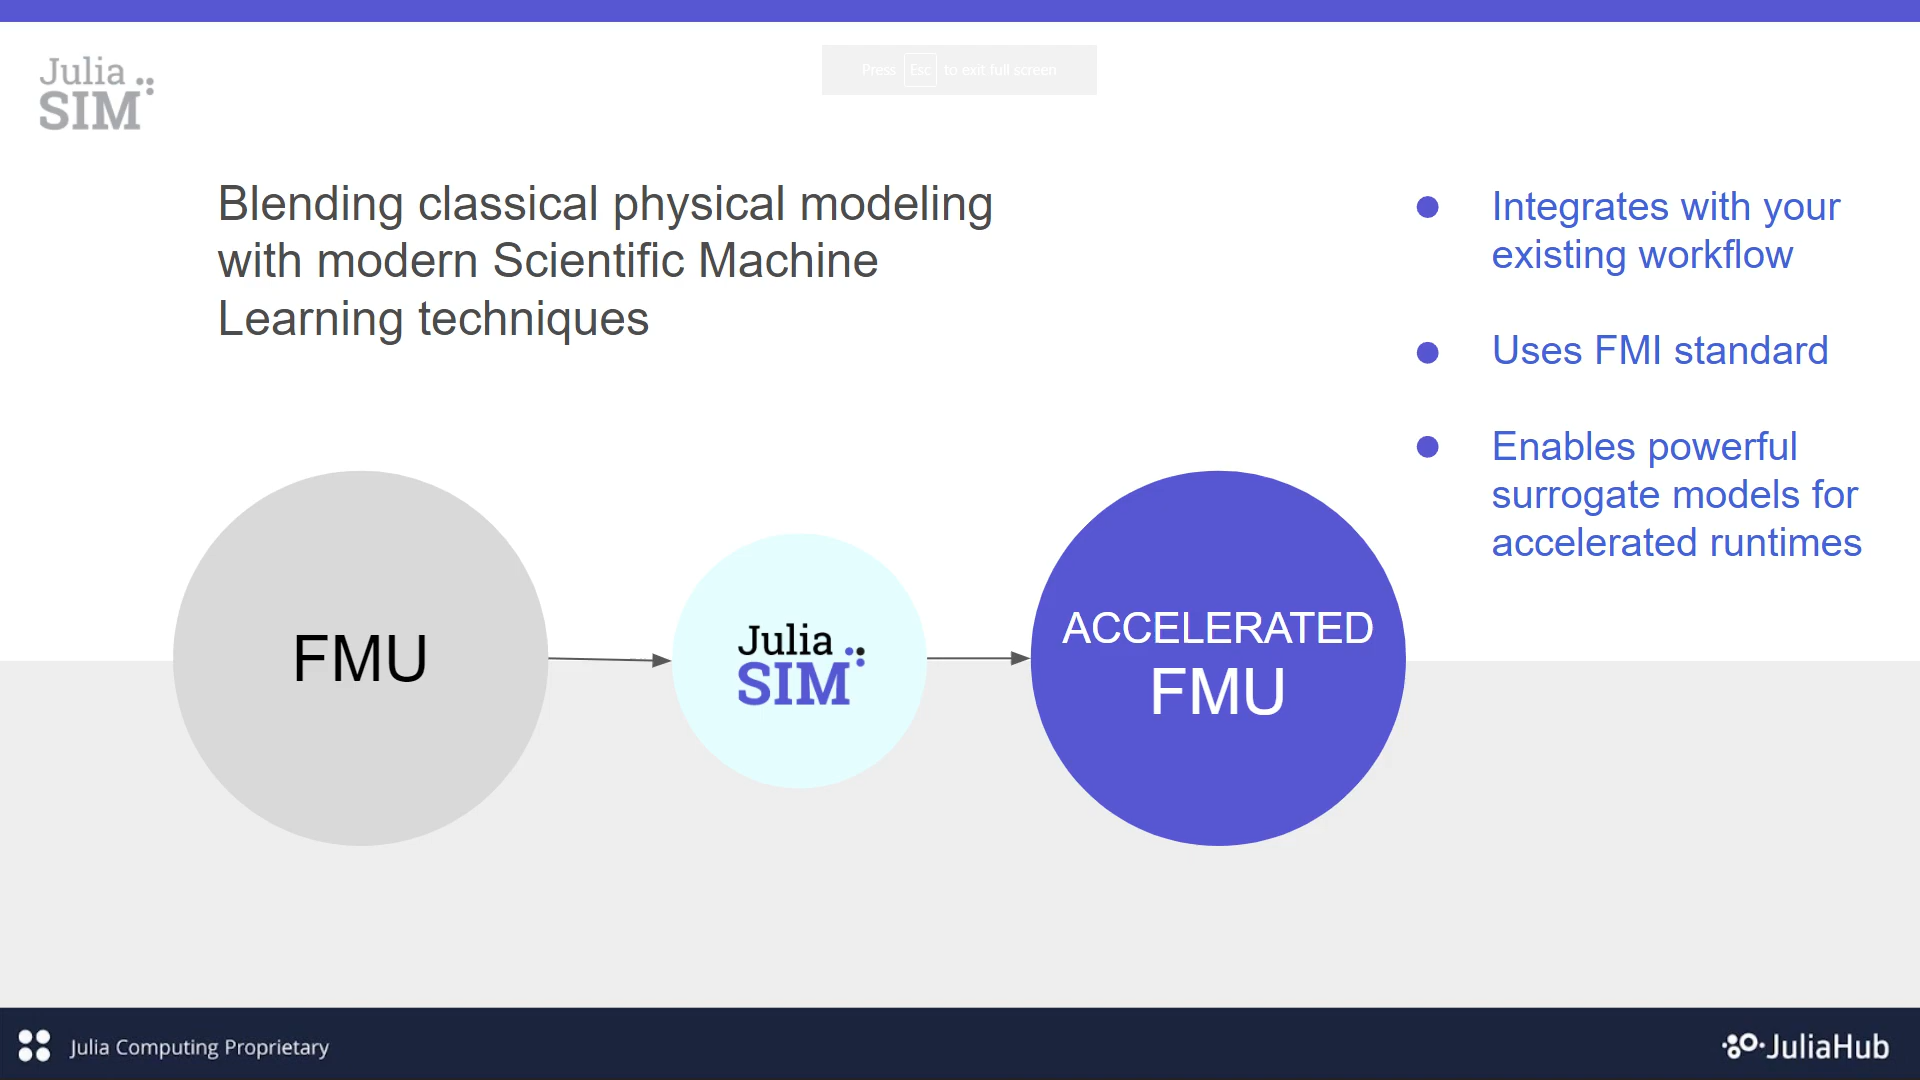 Julia
SIM
Press Esc to exit full screen
Blending classical physical modeling
with modern Scientific Machine
Learning techniques
Integrates with your
existing workflow
Uses FMI standard
Enables powerful
surrogate models for
accelerated runtimes
FMU
Julia
SIM
ACCELERATED
FMU
Julia Computing Proprietary
JuliaHub